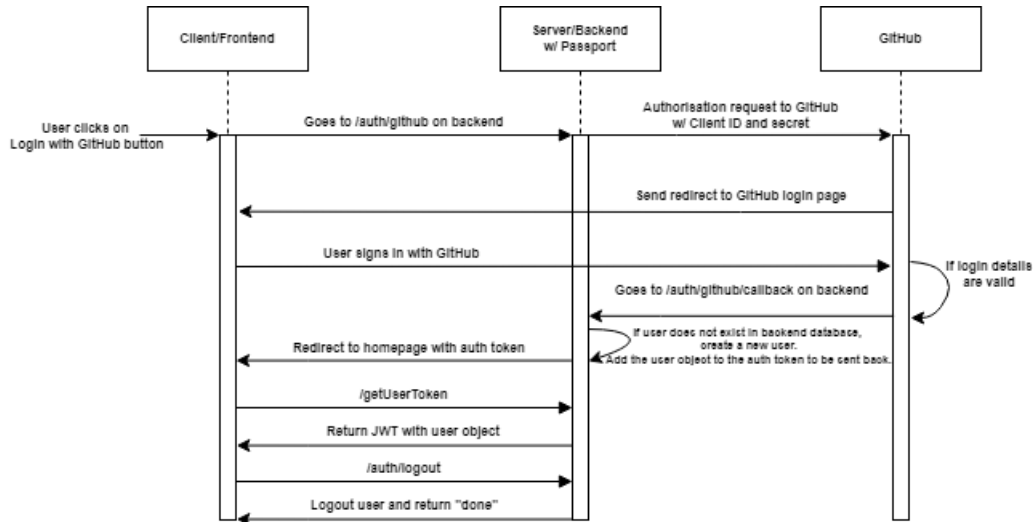 Client/Frontend
Server/Backend
w/ Passport
GitHub
User clicks on
Login with GitHub button
Goes to /auth/github on backend
Authorisation request to GitHub
w/ Client ID and secret
Send redirect to GitHub login page
User signs in with GitHub
If login details
are valid
Goes to /auth/github/callback on backend
If user does not exist in backend database,
create a new user.
Add the user object to the auth token to be sent back.
Redirect to homepage with auth token
/getUserToken
Return JWT with user object
/auth/logout
Logout user and return "done"